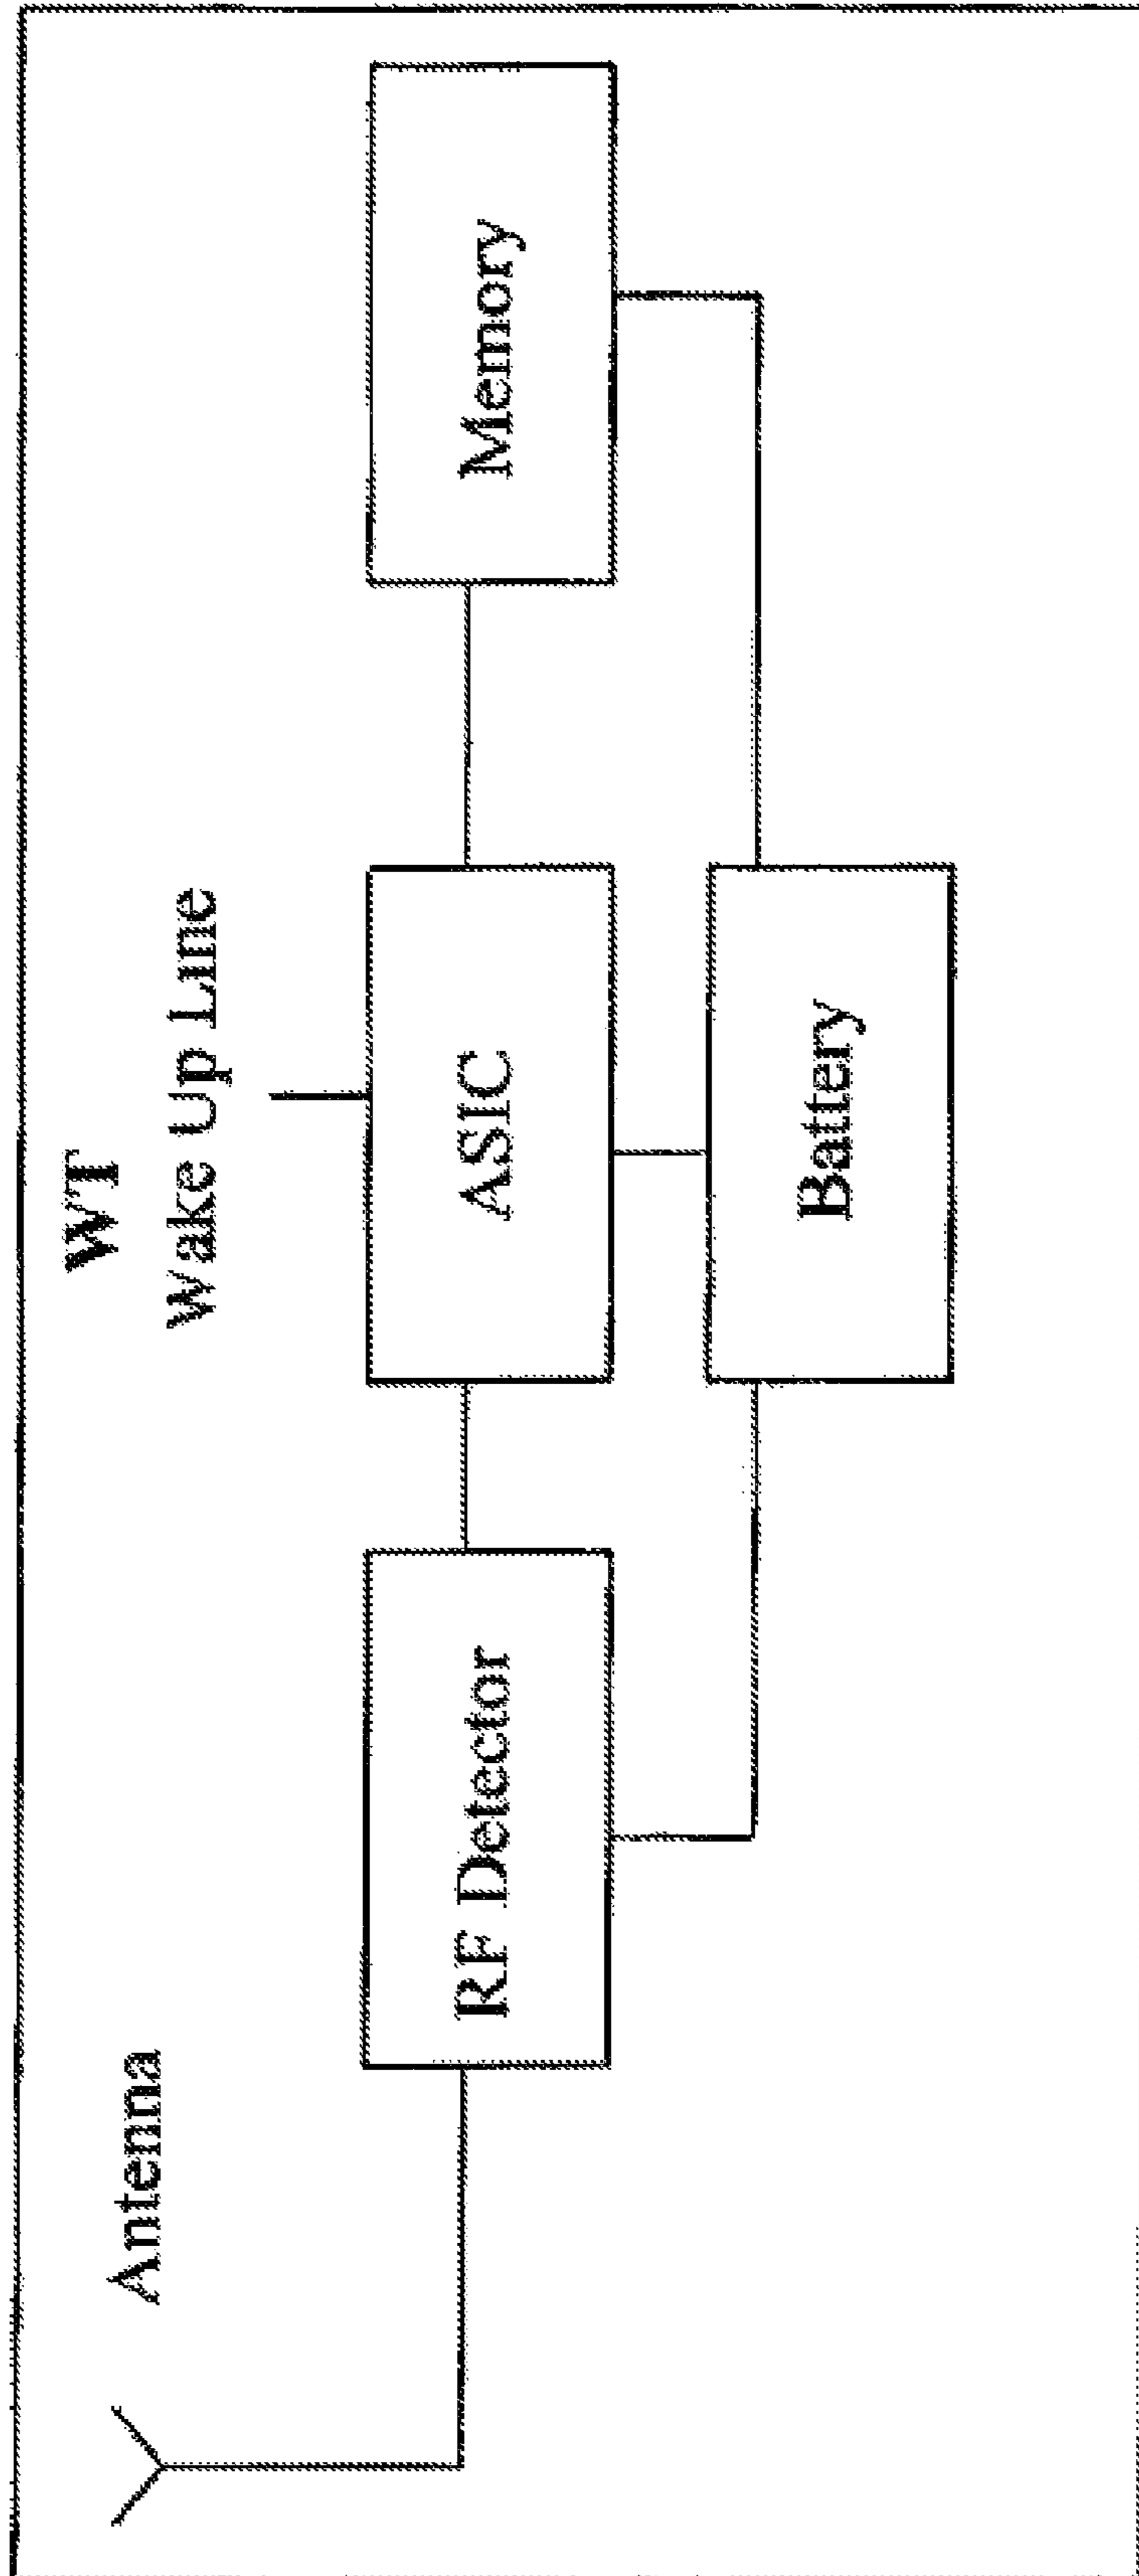 WT
Antenna
Wake Up Line
RF Detector
ASIC
Memory
Battery